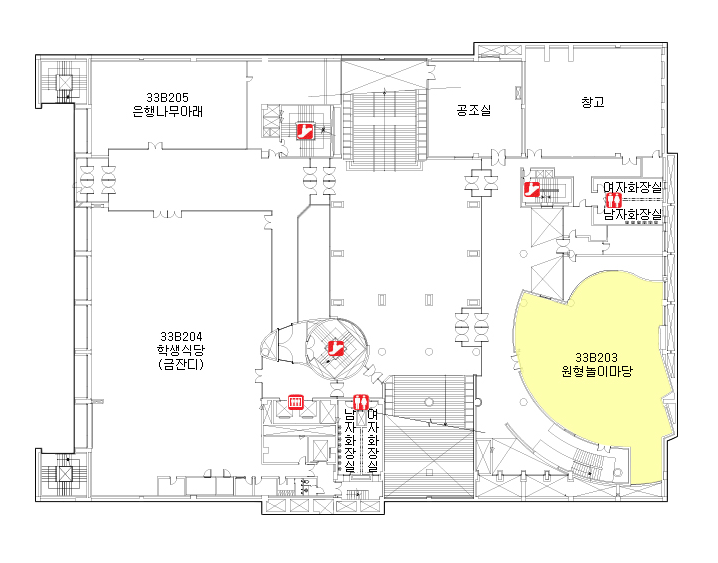 33B205
은행나무아래
공조실
창고
여자화장실
남자화장실
33B204
학생식당
(금잔디)
33B203
원형놀이마당
남자화장실
여자화장실